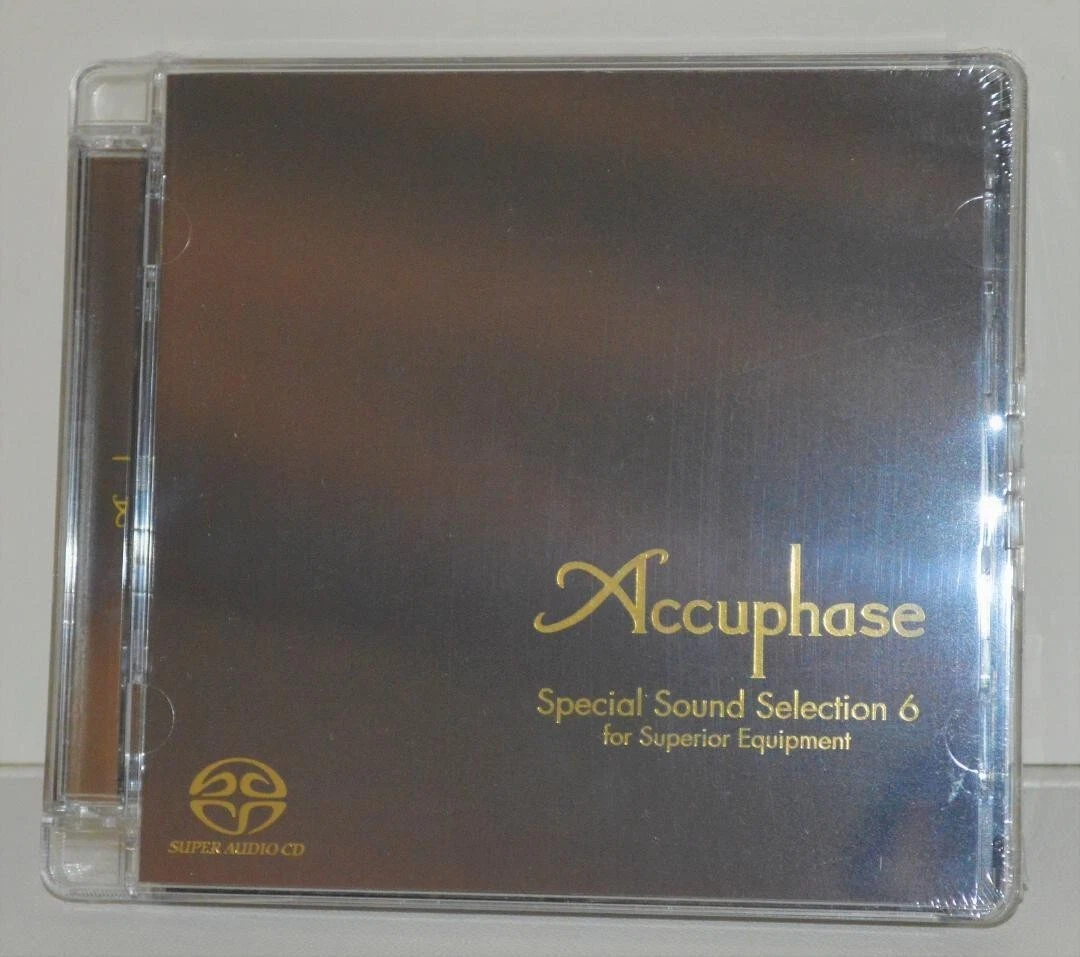 Accuphase
Special Sound Selection 6
for Superior Equipment
SUPER AUDIO CD